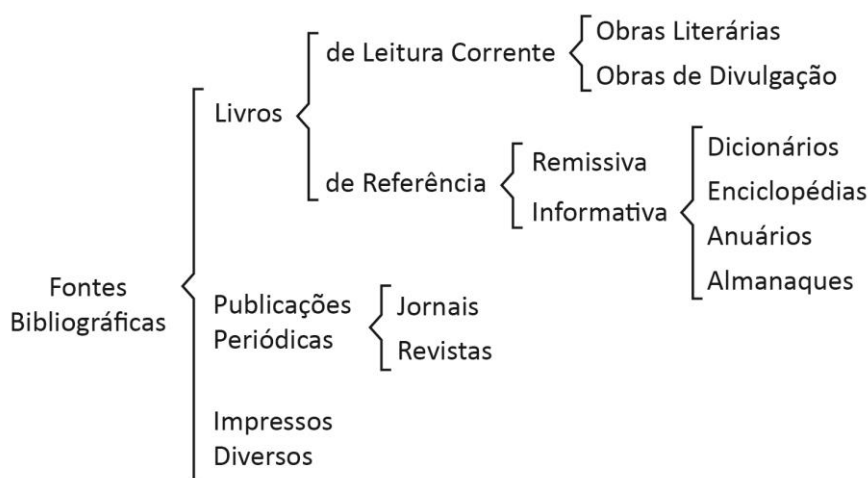 Fontes
Bibliográficas
Livros
de Leitura Corrente
Obras Literárias
Obras de Divulgação
de Referência
Remissiva
Informativa
Dicionários
Enciclopédias
Anuários
Almanaques
Publicações
Periódicas
Jornais
Revistas
Impressos
Diversos